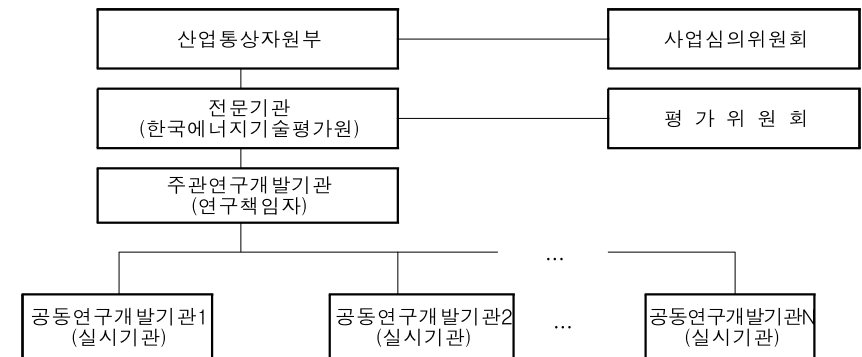 산업통상자원부
사업심의위원회
전문기관
(한국에너지기술평가원)
평 가 위 원 회
주관연구개발기관
(연구책임자)
...
공동연구개발기관1
(실시기관)
공동연구개발기관2
(실시기관)
...
공동연구개발기관N
(실시기관)